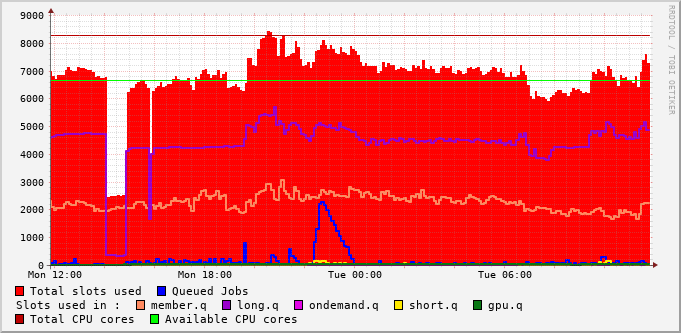 9000
8000
7000
6000
5000
4000
3000
2000
1000
0
Mon 12:00 Mon 18:00 Tue 00:00 Tue 06:00
RRDTOOL / TOBI OETIKER
Total slots used Queued Jobs
Slots used in : member.q long.q ondemand.q short.q gpu.q
Total CPU cores Available CPU cores